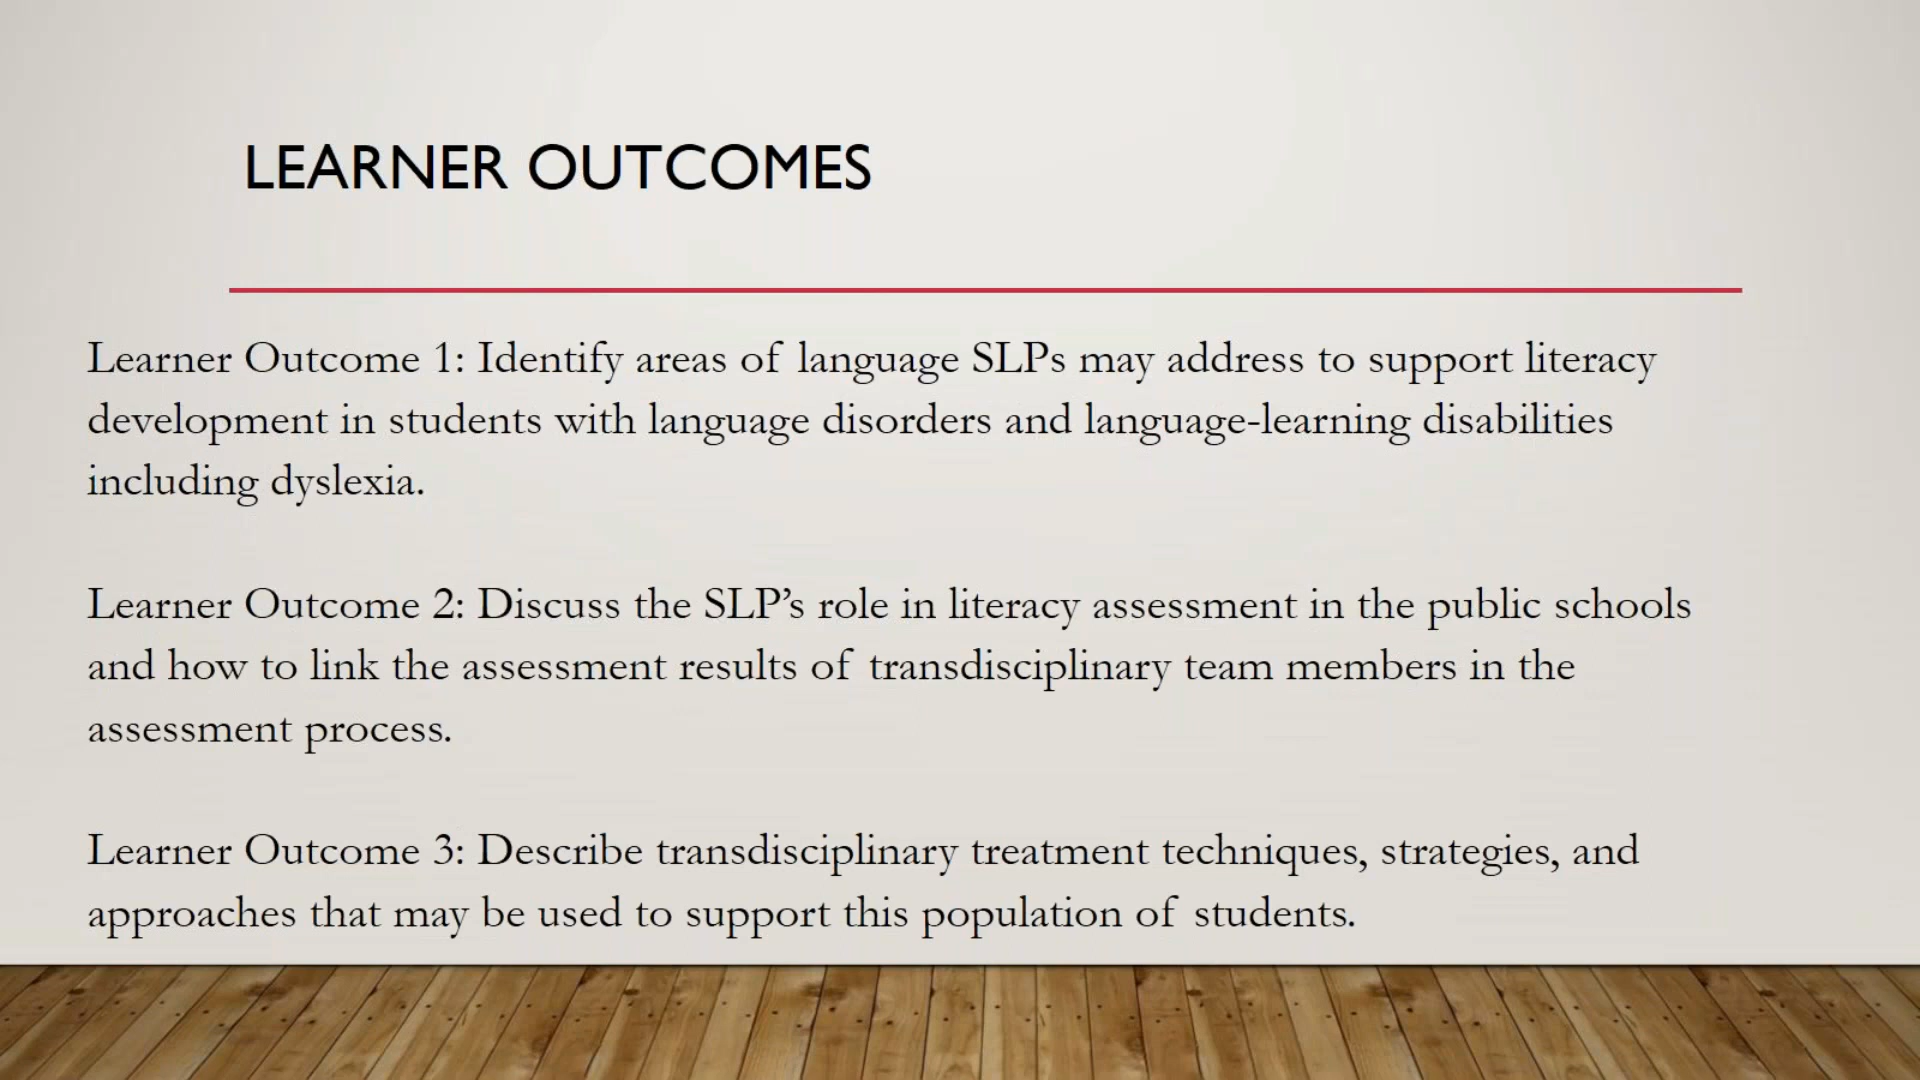 LEARNER OUTCOMES
Learner Outcome 1: Identify areas of language SLPs may address to support literacy
development in students with language disorders and language-learning disabilities
including dyslexia.
Learner Outcome 2: Discuss the SLP’s role in literacy assessment in the public schools
and how to link the assessment results of transdisciplinary team members in the
assessment process.
Learner Outcome 3: Describe transdisciplinary treatment techniques, strategies, and
approaches that may be used to support this population of students.